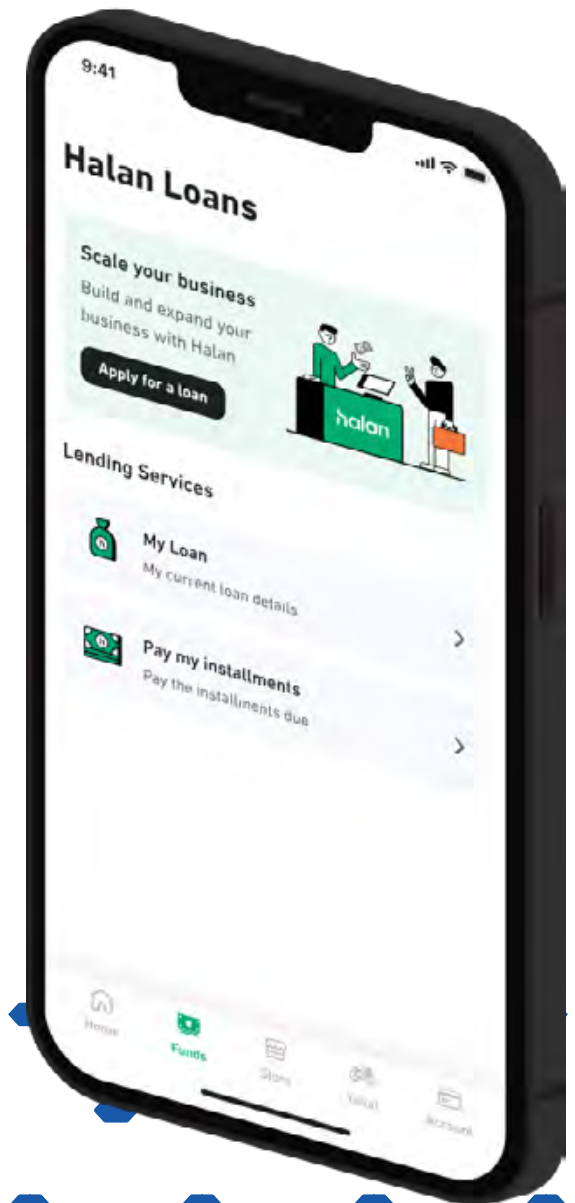 9:41
Halan Loans
Scale your business
Build and expand your
business with Halan
Apply for a loan
halan
Lending Services
My Loan
My current loan details
Pay my installments
Pay the installments due
Home
Funds
Store
Account